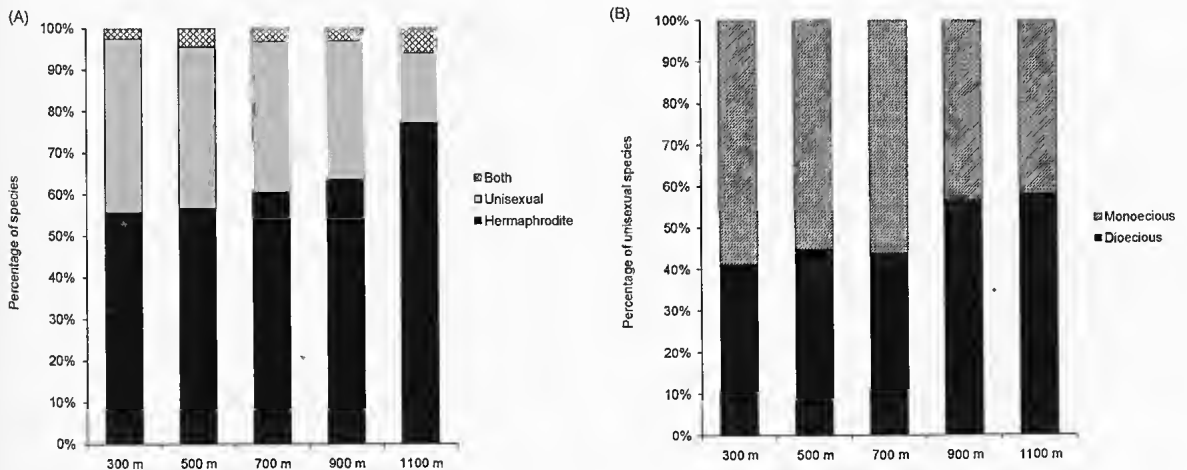 (A)
Percentage of species
100%
90%
80%
70%
60%
50%
40%
30%
20%
10%
0%
300 m 500 m 700 m 900 m 1100 m
Both
Unisexual
Hermaphrodite
(B)
Percentage of unisexual species
100%
90%
80%
70%
60%
50%
40%
30%
20%
10%
0%
300 m 500 m 700 m 900 m 1100 m
Monoecious
Dioecious